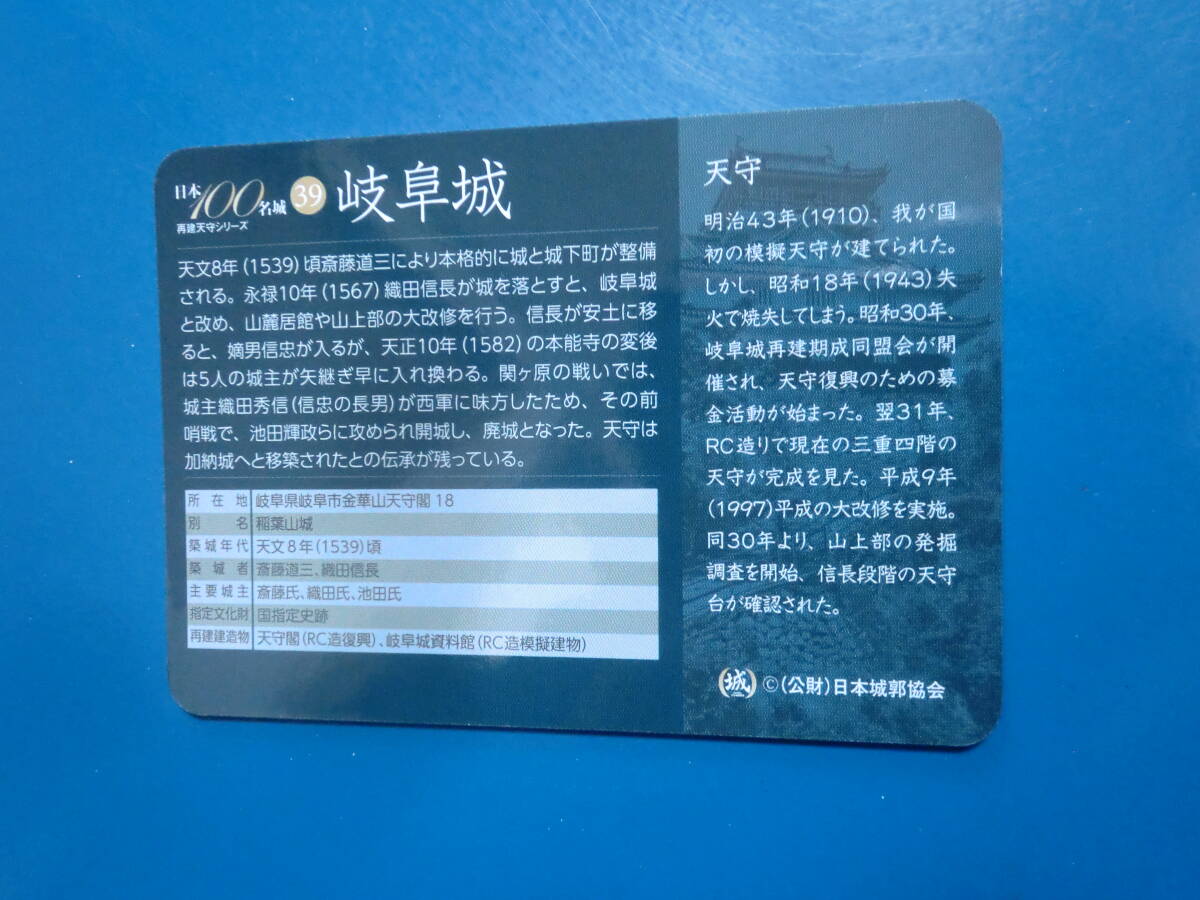 日本100名城 39 岐阜城
再建天守シリーズ
天文8年(1539)頃斎藤道三により本格的に城と城下町が整備
される。永禄10年(1567)織田信長が城を落とすと、岐阜城
と改め、山麓居館や山上部の大改修を行う。信長が安土に移
ると、嫡男信忠が入るが、天正10年(1582)の本能寺の変後
は5人の城主が矢継ぎ早に入れ換わる。関ヶ原の戦いでは、
城主織田秀信(信忠の長男)が西軍に味方したため、その前
哨戦で、池田輝政らに攻められ開城し、廃城となった。天守は
加納城へと移築されたとの伝承が残っている。
所在地 岐阜県岐阜市金華山天守閣 18
別名 稲葉山城
築城年代 天文8年(1539)頃
築城者 斎藤道三、織田信長
主要城主 斎藤氏、織田氏、池田氏
指定文化財 国指定史跡
再建建造物 天守閣(RC造復興)、岐阜城資料館(RC造模擬建物)
天守
明治43年(1910)、我が国
初の模擬天守が建てられた。
しかし、昭和18年(1943)失
火で焼失してしまう。昭和30年、
岐阜城再建期成同盟会が開
催され、天守復興のための募
金活動が始まった。翌31年、
RC造りで現在の三重四階の
天守が完成を見た。平成9年
(1997)平成の大改修を実施。
同30年より、山上部の発掘
調査を開始、信長段階の天守
台が確認された。
城 ©(公財)日本城郭協会